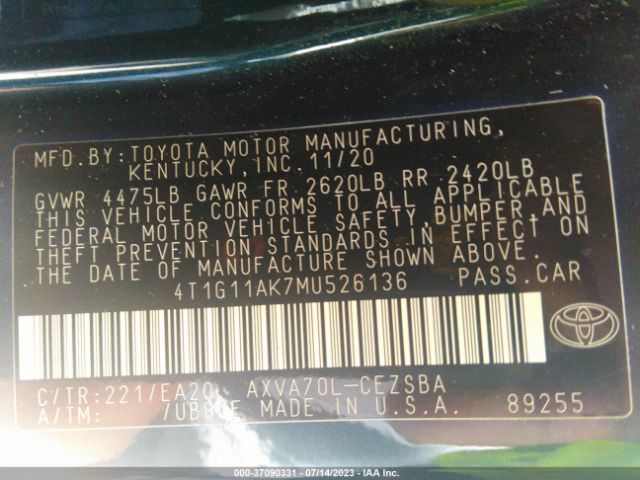 MFD.BY: TOYOTA MOTOR MANUFACTURING,
KENTUCKY, INC. 11/20
GVWR 4475LB GAWR FR 2620LB RR 2420LB
THIS VEHICLE CONFORMS TO ALL APPLICABLE
FEDERAL MOTOR VEHICLE SAFETY, BUMPER, AND
THEFT PREVENTION STANDARDS IN EFFECT ON
THE DATE OF MANUFACTURE SHOWN ABOVE.
4T1G11AK7MU526136 PASS.CAR
C/TR:221/EA20 AXVA70L-CEZSBA
A/TM: /UB80E MADE IN U.S.A. 89255
000-37090331 - 07/14/2023 - IAA Inc.